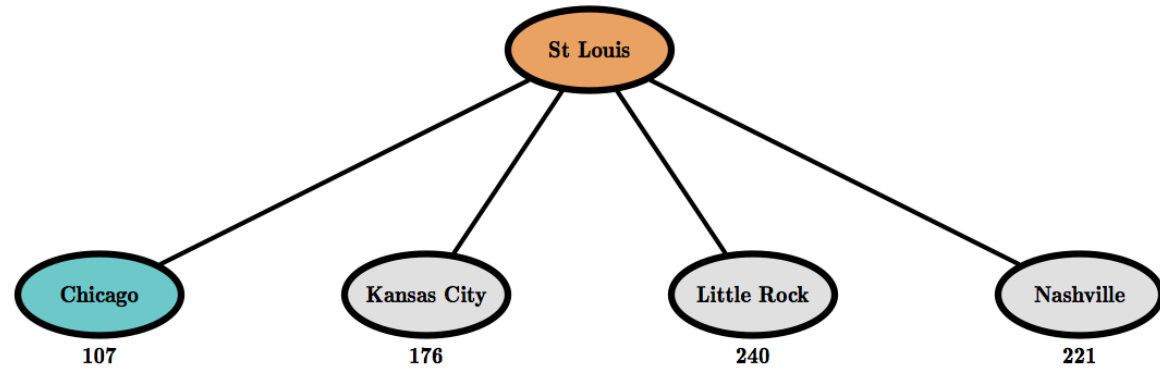 St Louis
Chicago
Kansas City
Little Rock
Nashville
107
176
240
221